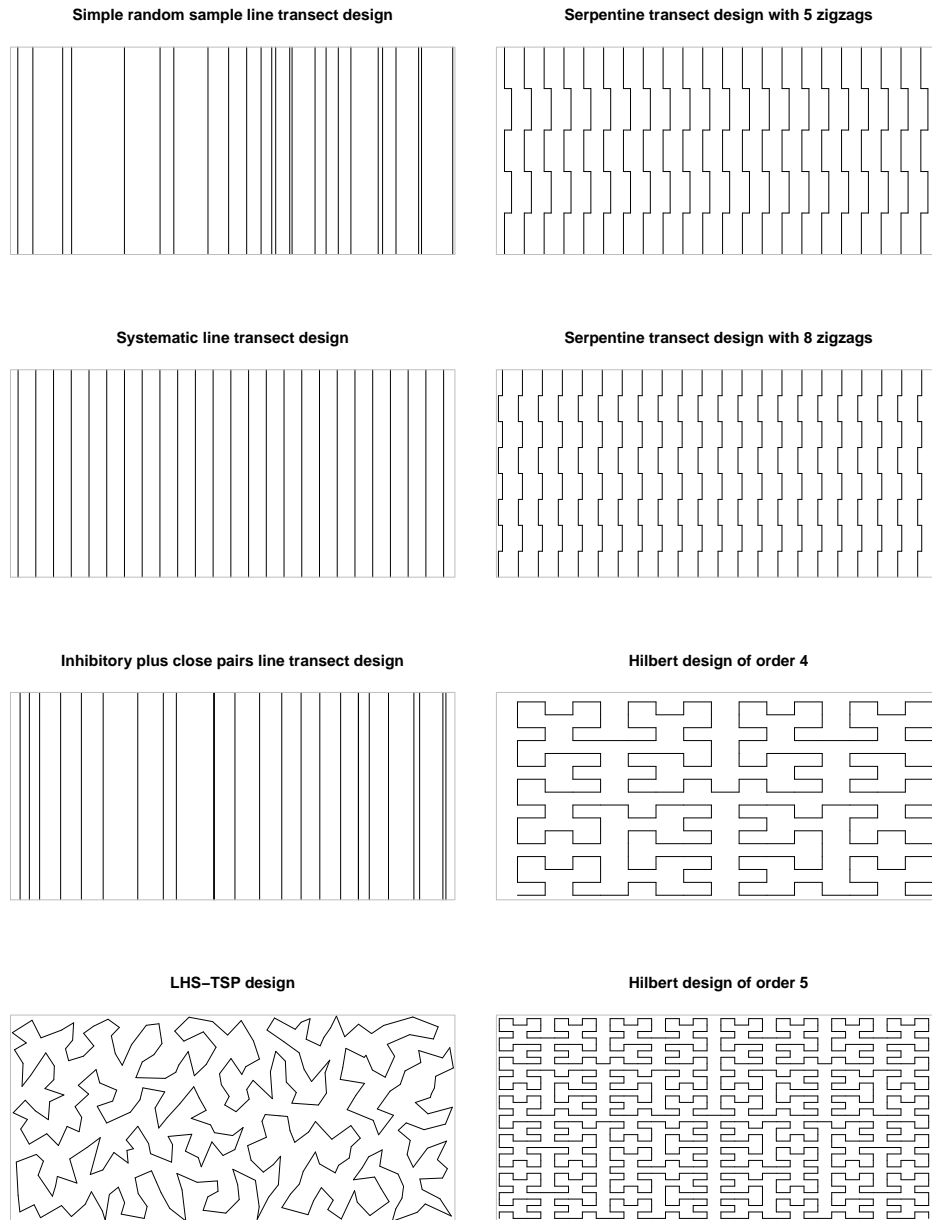 Simple random sample line transect design
Serpentine transect design with 5 zigzags
Systematic line transect design
Serpentine transect design with 8 zigzags
Inhibitory plus close pairs line transect design
Hilbert design of order 4
LHS−TSP design
Hilbert design of order 5